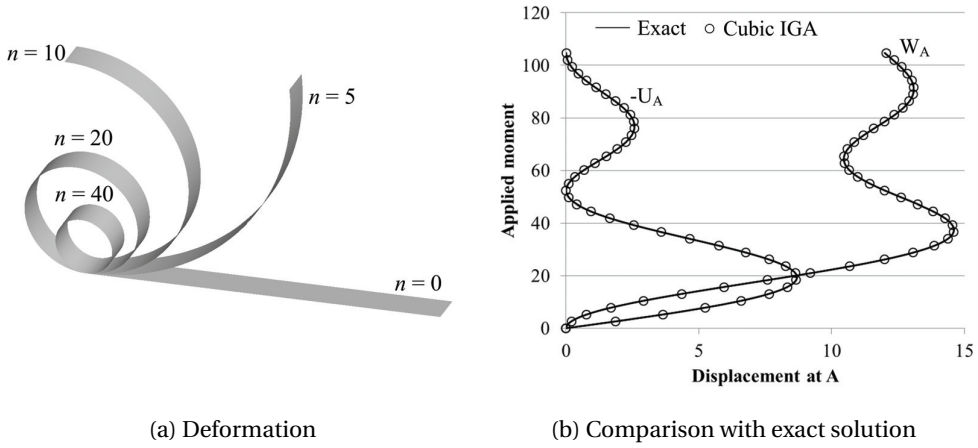 n = 10
n = 5
n = 20
n = 40
n = 0
(a) Deformation
Exact
Cubic IGA
W_A
-U_A
Applied moment
120
100
80
60
40
20
0
0 5 10 15
Displacement at A
(b) Comparison with exact solution